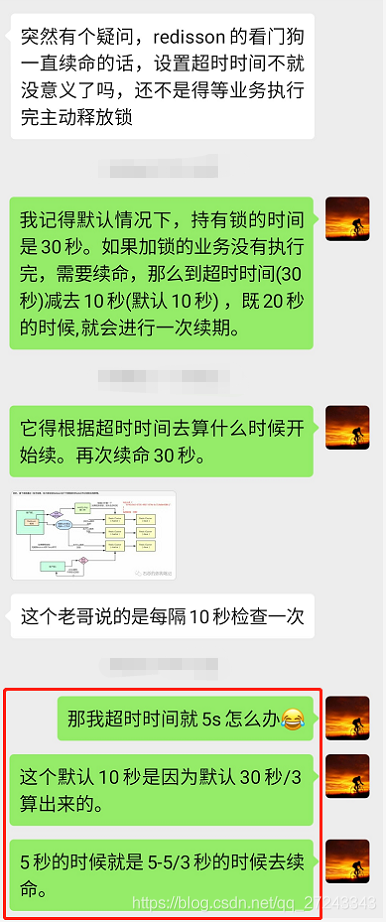 突然有个疑问，redisson 的看门狗
一直续命的话，设置超时时间不就
没意义了吗，还不是得等业务执行
完主动释放锁
我记得默认情况下，持有锁的时间
是 30 秒。如果加锁的业务没有执行
完，需要续命，那么到超时时间(30
秒)减去 10 秒(默认 10 秒) ，既 20 秒
的时候,就会进行一次续期。
它得根据超时时间去算什么时候开
始续。再次续命 30 秒。
这个老哥说的是每隔 10 秒检查一次
那我超时时间就 5s 怎么办😂
这个默认 10 秒是因为默认 30 秒/3
算出来的。
5 秒的时候就是 5-5/3 秒的时候去续
命。
https://blog.csdn.net/qq_27243343